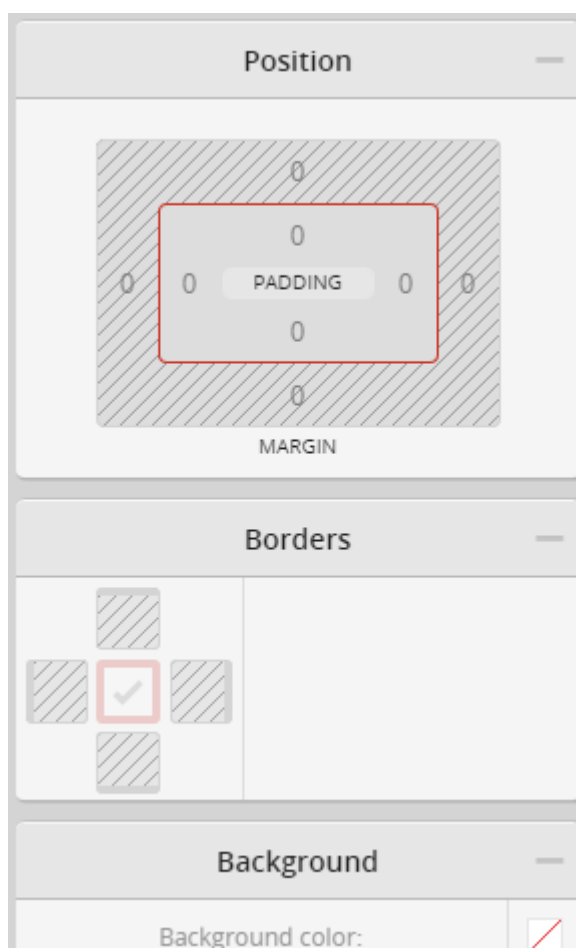 Position
0
0
0 0 PADDING 0 0
0
0
MARGIN
Borders
Background
Background color: